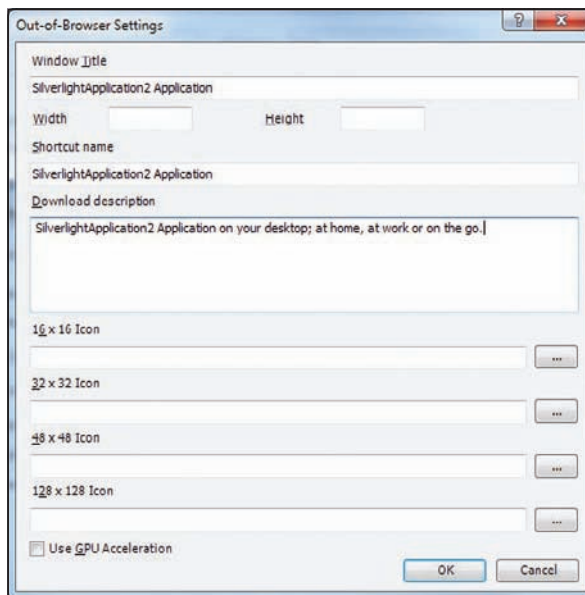 Out-of-Browser Settings
Window Title
SilverlightApplication2 Application
Width Height
Shortcut name
SilverlightApplication2 Application
Download description
SilverlightApplication2 Application on your desktop; at home, at work or on the go.
16 x 16 Icon
...
32 x 32 Icon
...
48 x 48 Icon
...
128 x 128 Icon
...
Use GPU Acceleration
OK Cancel